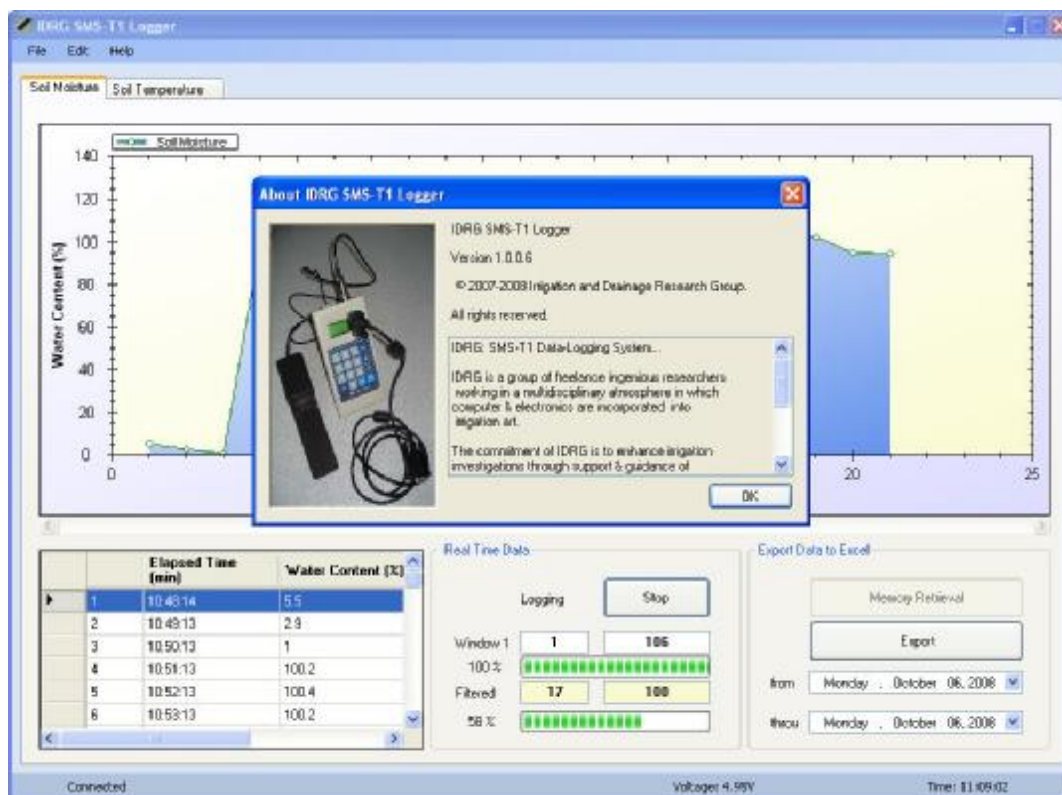 IDRG SMS-T1 Logger
File Edit Help
Soil Moisture Soil Temperature
Soil Moisture
140
120
100
80
60
40
20
0
Water Content (%)
0 20 25
About IDRG SMS-T1 Logger
IDRG SMS-T1 Logger
Version 1.0.0.6
© 2007-2008 Irrigation and Drainage Research Group.
All rights reserved.
IDRG: SMS-T1 Data-Logging System...
IDRG is a group of freelance ingenious researchers
working in a multidisciplinary atmosphere in which
computer & electronics are incorporated into
irrigation art.
The commitment of IDRG is to enhance irrigation
investigations through support & guidance of
OK
Elapsed Time (min) Water Content (%)
1 10:48:14 5.5
2 10:49:13 2.9
3 10:50:13 1
4 10:51:13 100.2
5 10:52:13 100.4
6 10:53:13 100.2
Real Time Data
Logging Stop
Window 1 1 106
100 %
Filtered 17 100
58 %
Export Data to Excell
Memory Retrieval
Export
from Monday , October 06, 2008
throu Monday , October 06, 2008
Connected Voltage: 4.98V Time: 11:09:02